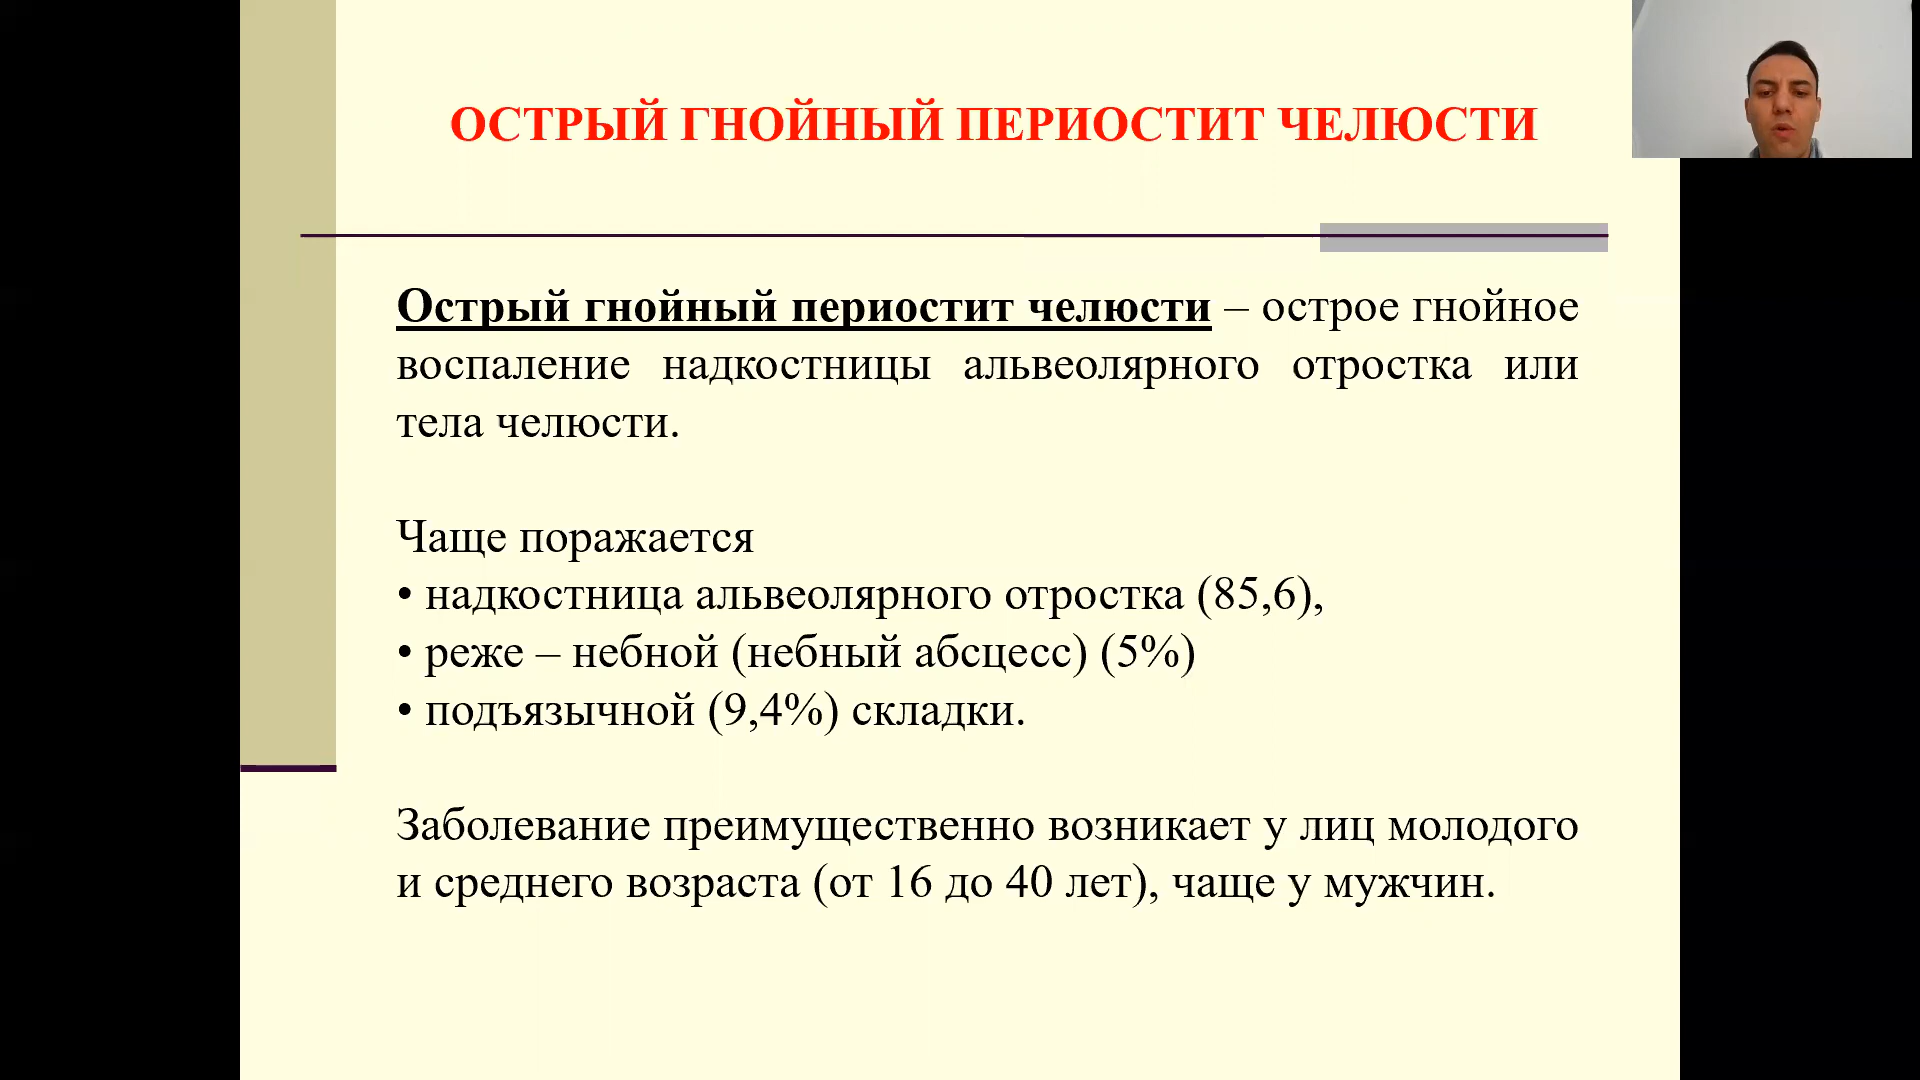 ОСТРЫЙ ГНОЙНЫЙ ПЕРИОСТИТ ЧЕЛЮСТИ
Острый гнойный периостит челюсти – острое гнойное
воспаление надкостницы альвеолярного отростка или
тела челюсти.
Чаще поражается
• надкостница альвеолярного отростка (85,6),
• реже – небной (небный абсцесс) (5%)
• подъязычной (9,4%) складки.
Заболевание преимущественно возникает у лиц молодого
и среднего возраста (от 16 до 40 лет), чаще у мужчин.